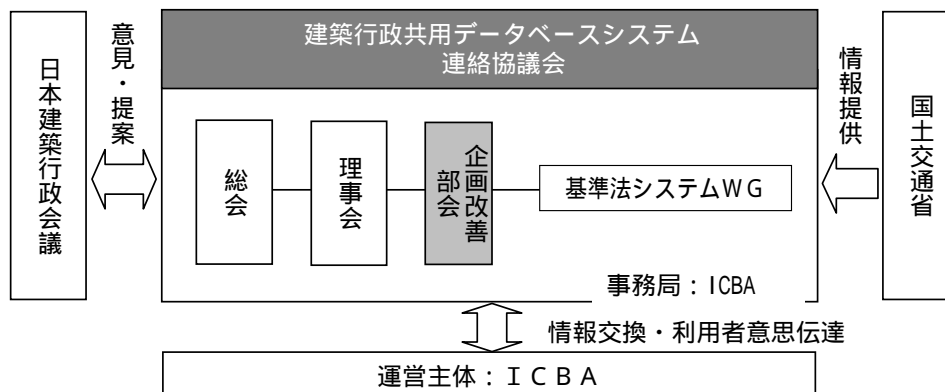 建築行政共用データベースシステム
連絡協議会
日本建築行政会議
意見・提案
総会
理事会
企画改善
部会
基準法システムWG
情報提供
国土交通省
事務局：ICBA
情報交換・利用者意思伝達
運営主体：ＩＣＢＡ